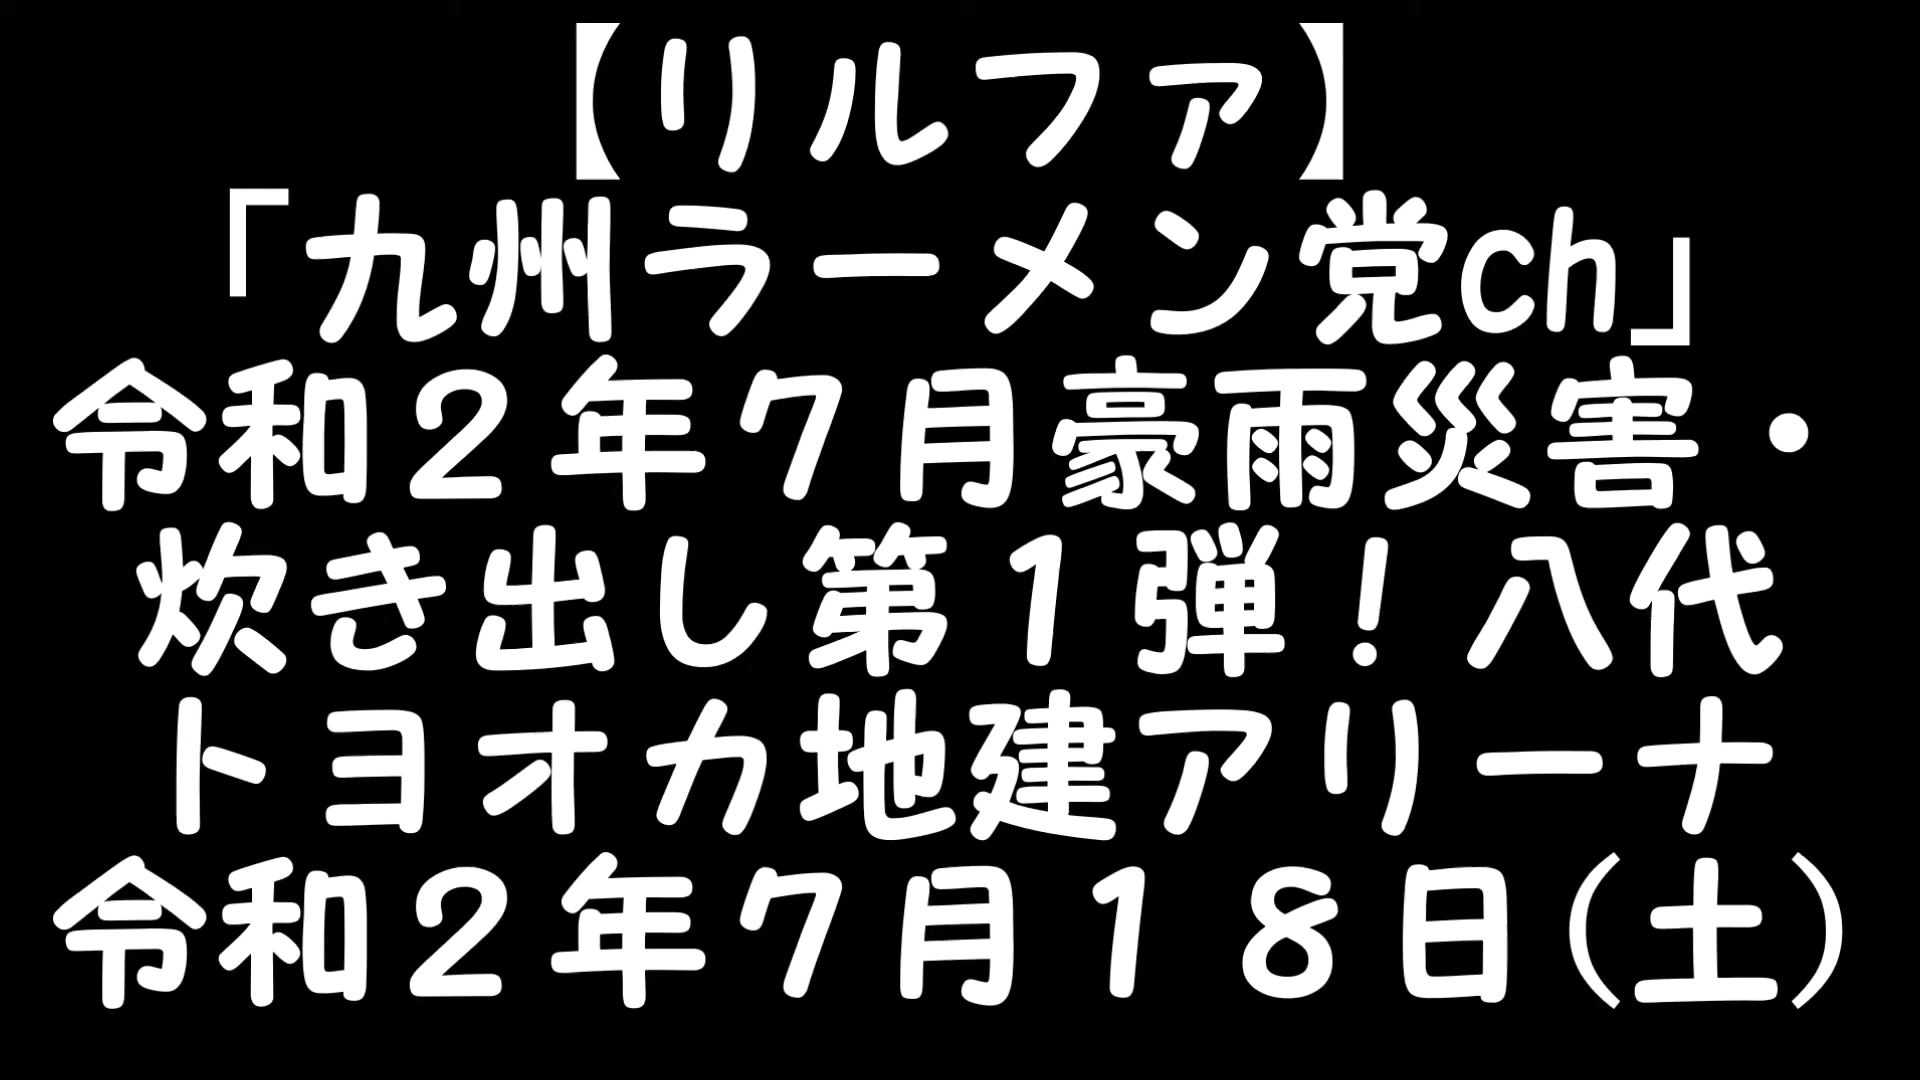 【リルファ】
「九州ラーメン党ch」
令和２年７月豪雨災害・
炊き出し第１弾！八代
トヨオカ地建アリーナ
令和２年７月１８日(土)